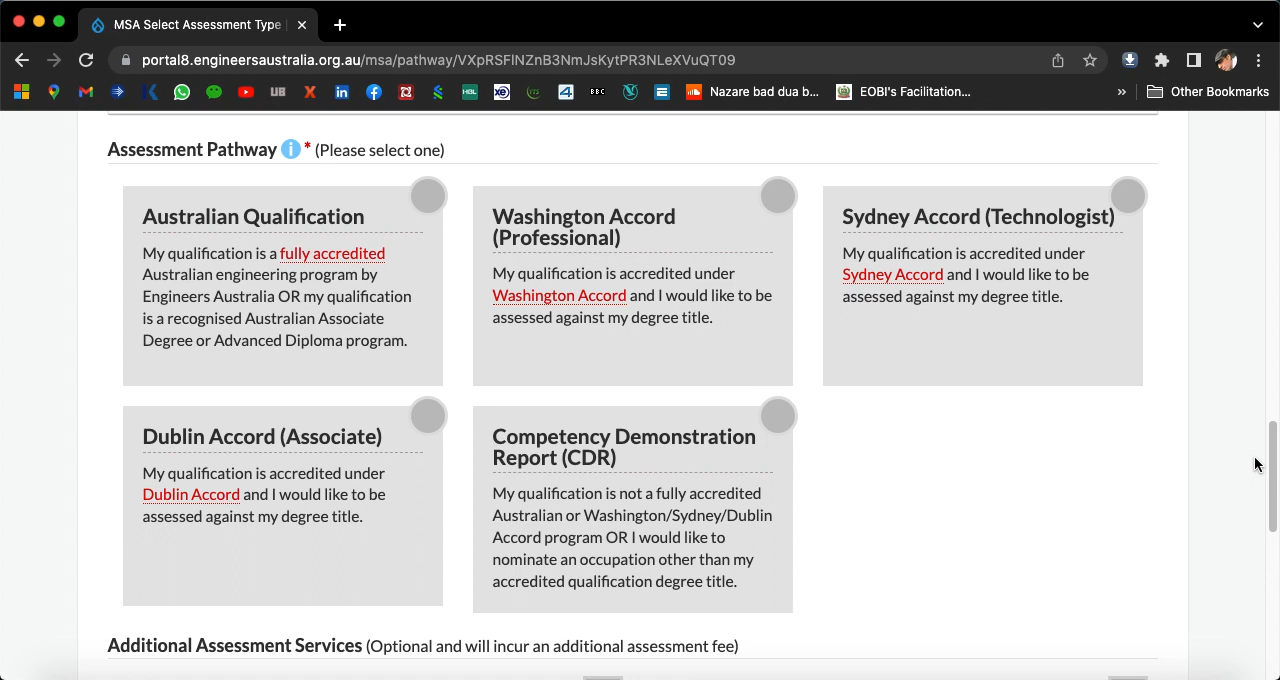 MSA Select Assessment Type
portal8.engineersaustralia.org.au/msa/pathway/VXpRSFlNZnB3NmJsKytPR3NLeXVuQT09
UB
HBL
xe
4
BBC
Nazare bad dua b...
EOBI's Facilitation...
»
Other Bookmarks
Assessment Pathway i * (Please select one)
Australian Qualification
My qualification is a fully accredited
Australian engineering program by
Engineers Australia OR my qualification
is a recognised Australian Associate
Degree or Advanced Diploma program.
Washington Accord
(Professional)
My qualification is accredited under
Washington Accord and I would like to be
assessed against my degree title.
Sydney Accord (Technologist)
My qualification is accredited under
Sydney Accord and I would like to be
assessed against my degree title.
Dublin Accord (Associate)
My qualification is accredited under
Dublin Accord and I would like to be
assessed against my degree title.
Competency Demonstration
Report (CDR)
My qualification is not a fully accredited
Australian or Washington/Sydney/Dublin
Accord program OR I would like to
nominate an occupation other than my
accredited qualification degree title.
Additional Assessment Services (Optional and will incur an additional assessment fee)